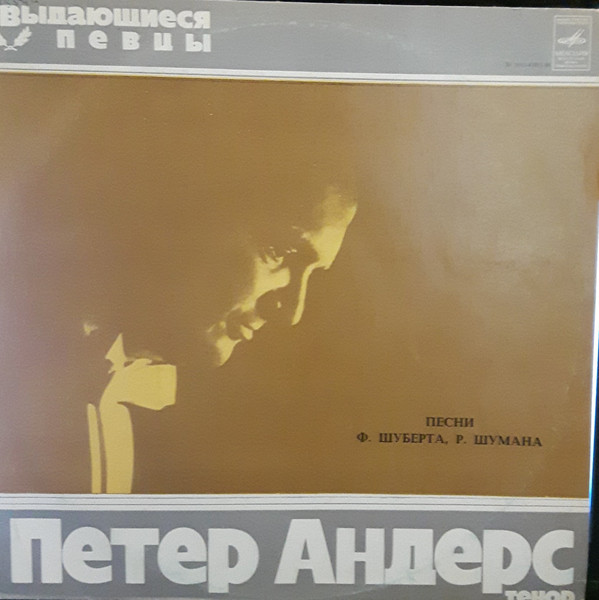 Выдающиеся
певцы
ПЕСНИ
Ф. ШУБЕРТА, Р. ШУМАНА
Петер Андерс
тенор